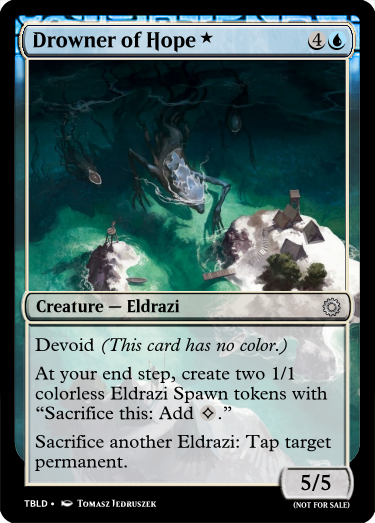 Drowner of Hope ★ 4
Creature — Eldrazi
Devoid (This card has no color.)
At your end step, create two 1/1
colorless Eldrazi Spawn tokens with
“Sacrifice this: Add .”
Sacrifice another Eldrazi: Tap target
permanent.
5/5
TBLD • Tomasz Jedruszek
(NOT FOR SALE)